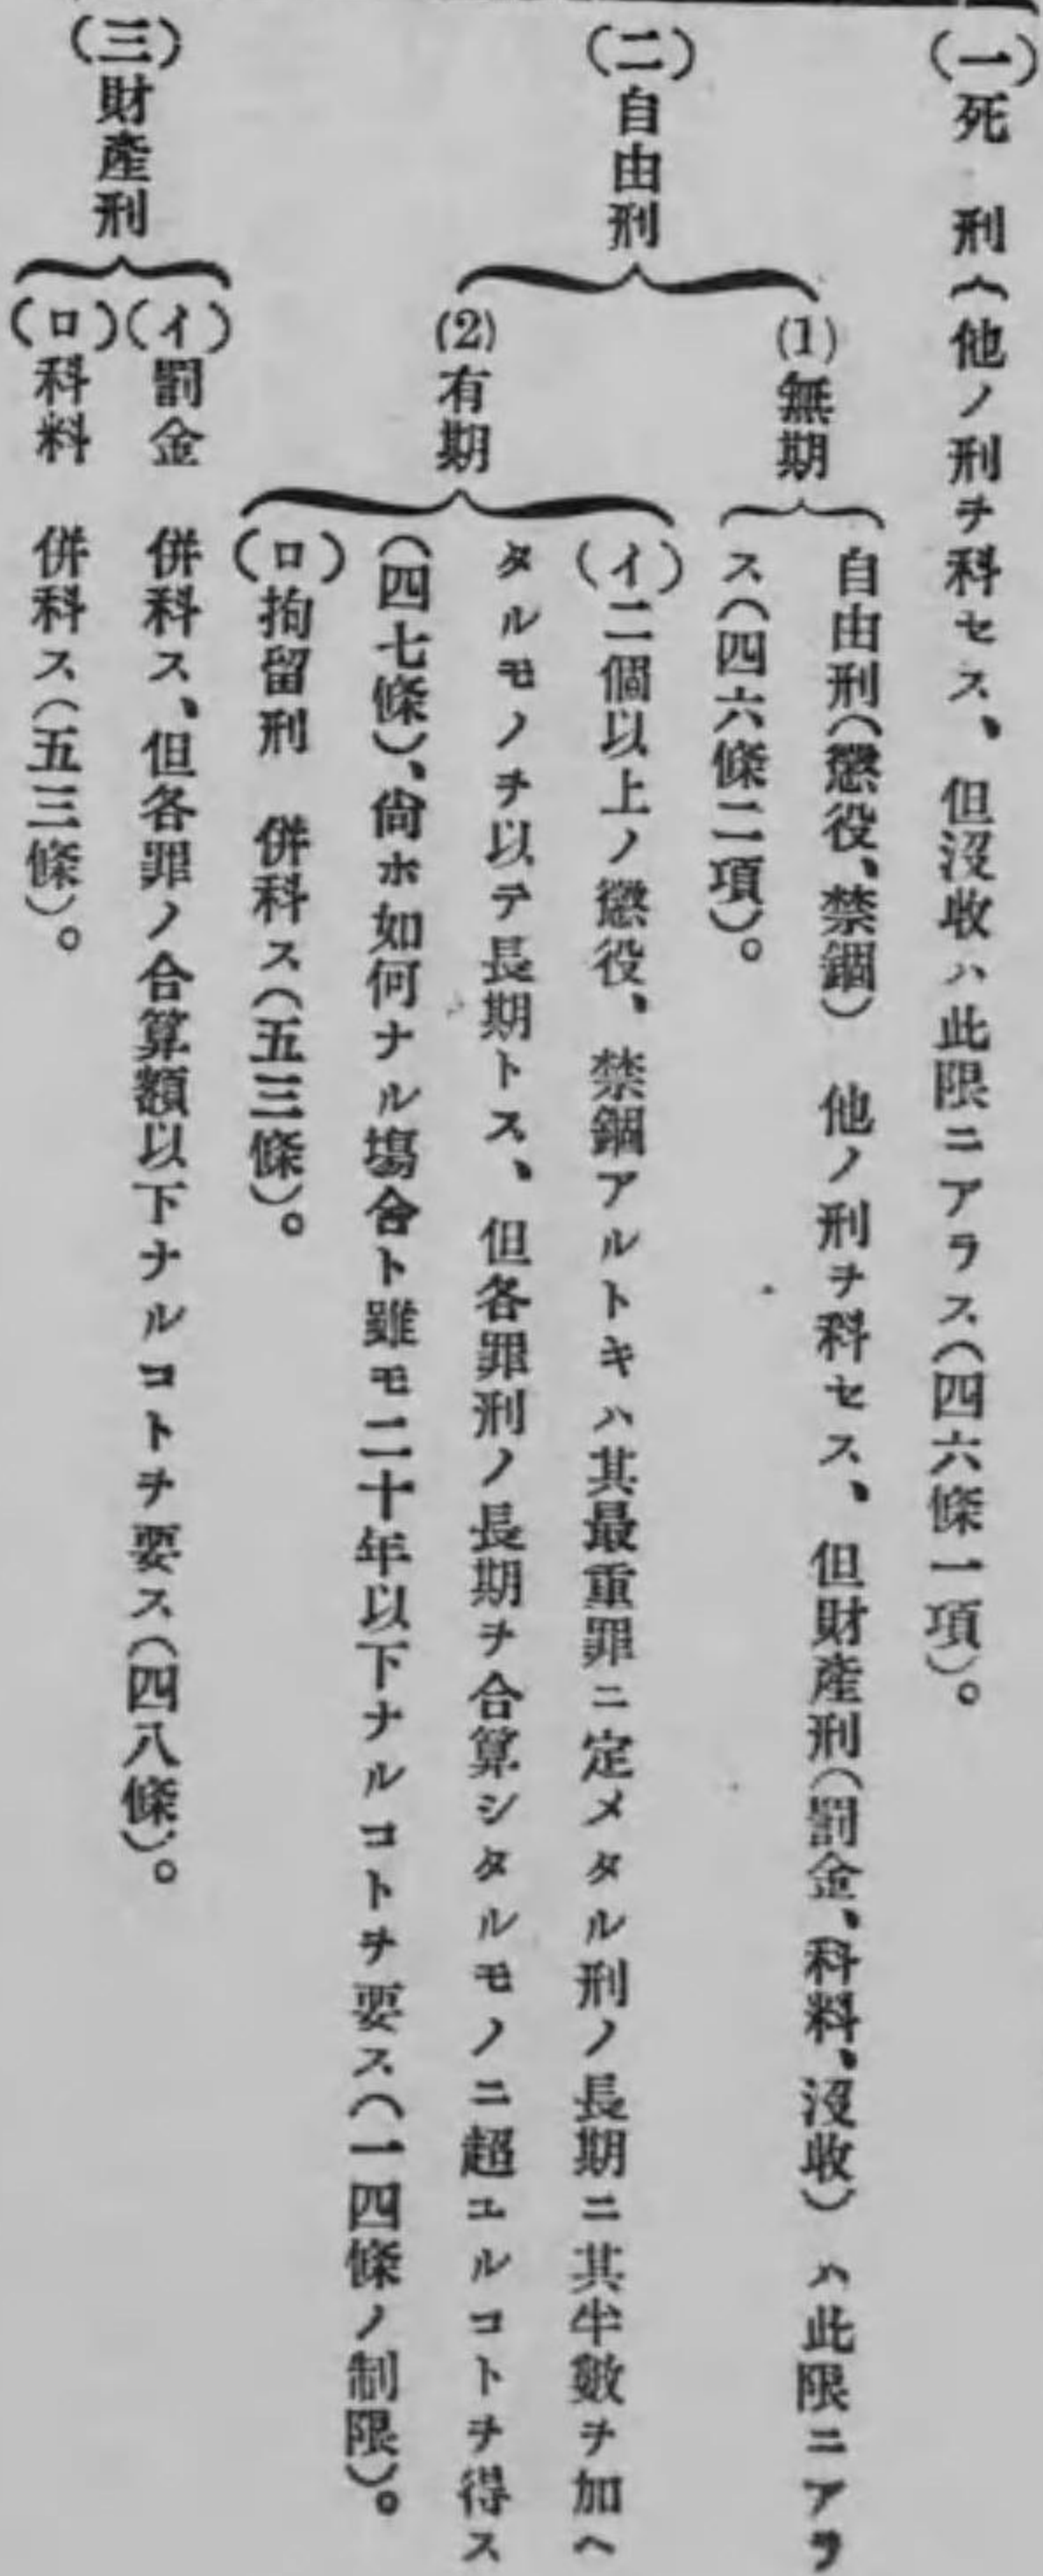 (一)死 刑{他ノ刑ヲ科セス、但沒收ハ此限ニアラス(四六條一項)。
(二)自由刑
(1)無期
自由刑(懲役、禁錮) 他ノ刑ヲ科セス、但財產刑(罰金、科料、沒收)ハ此限ニアラ
ス(四六條二項)。
(2)有期
(イ)二個以上ノ懲役、禁錮アルトキハ其最重罪ニ定メタル刑ノ長期ニ其半數ヲ加ヘ
タルモノヲ以テ長期トス、但各罪刑ノ長期ヲ合算シタルモノニ超ユルコトヲ得ス
(四七條)、尙ホ如何ナル塲合ト雖モ二十年以下ナルコトヲ要ス(一四條ノ制限)。
(ロ)拘留刑 併科ス(五三條)。
(三)財產刑
(イ)罰金 併科ス、但各罪ノ合算額以下ナルコトヲ要ス(四八條)。
(ロ)科料 併科ス(五三條)。